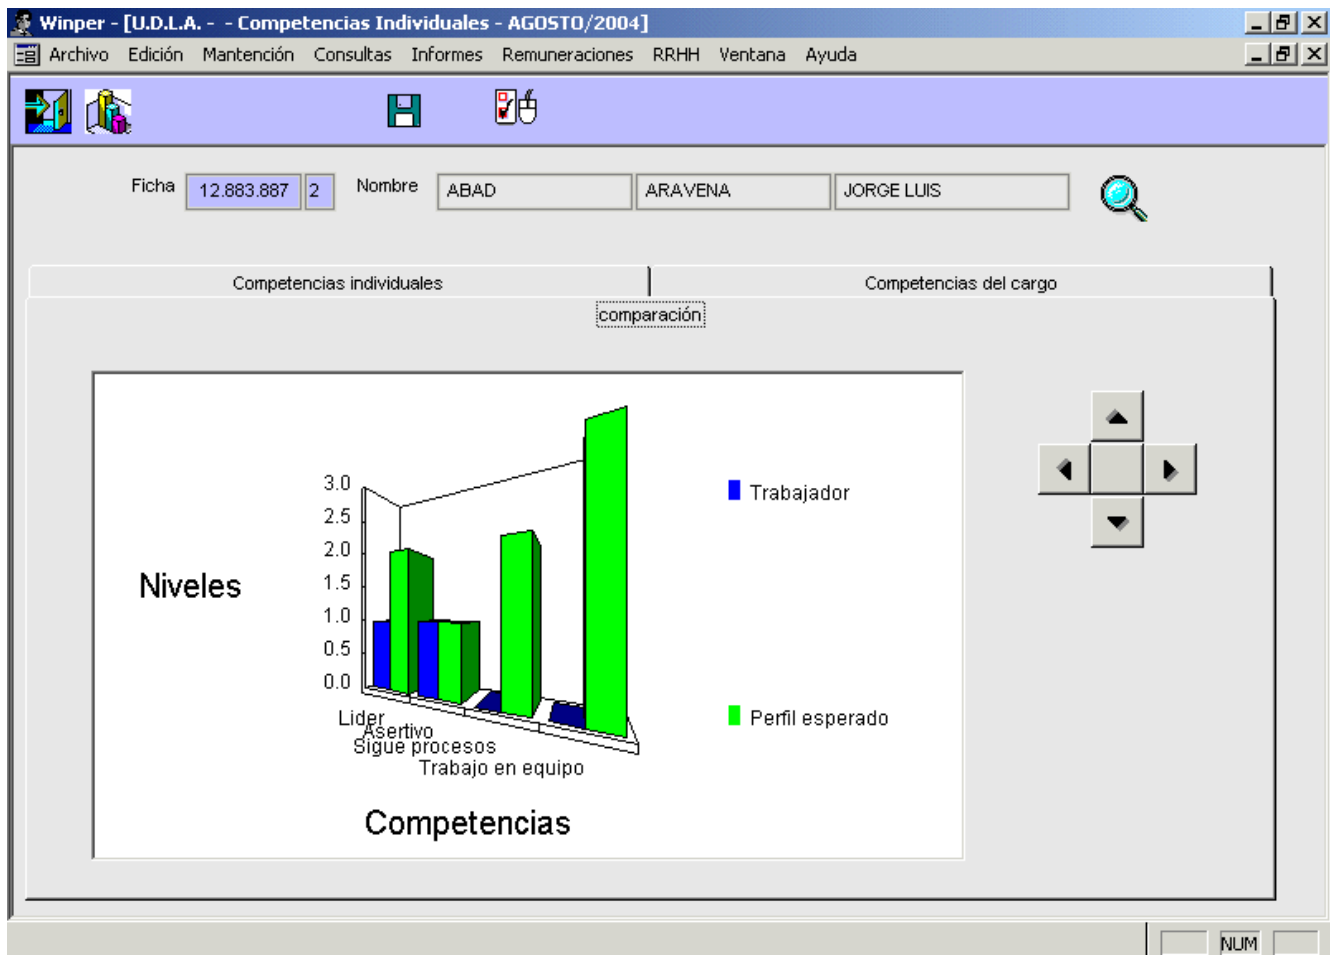 Winper - [U.D.L.A. - - Competencias Individuales - AGOSTO/2004]
Archivo Edición Mantención Consultas Informes Remuneraciones RRHH Ventana Ayuda
Ficha 12.883.887 2 Nombre ABAD ARAVENA JORGE LUIS
Competencias individuales Competencias del cargo
comparación
3.0
2.5
2.0
1.5
1.0
0.5
0.0
Niveles
Lider
Asertivo
Sigue procesos
Trabajo en equipo
Competencias
Trabajador
Perfil esperado
NUM